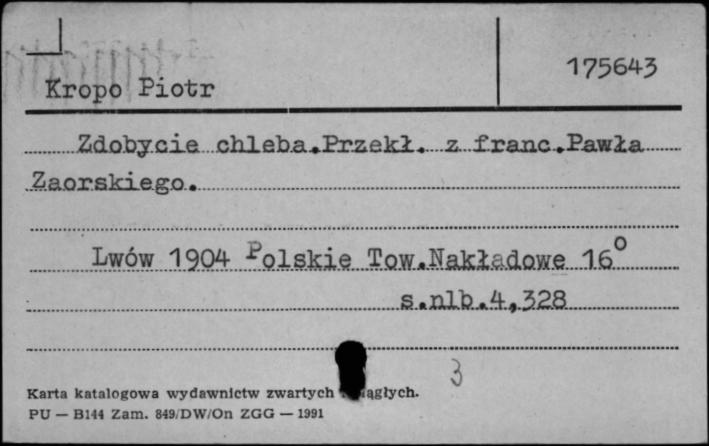 175643
Kropo Piotr
Zdobycie chleba.Przekł. z franc.Pawła
Zaorskiego.
Lwów 1904 Polskie Tow.Nakładowe 16°
s.nlb.4,328
3
Karta katalogowa wydawnictw zwartych
PU — B144 Zam. 849/DW/On ZGG — 1991